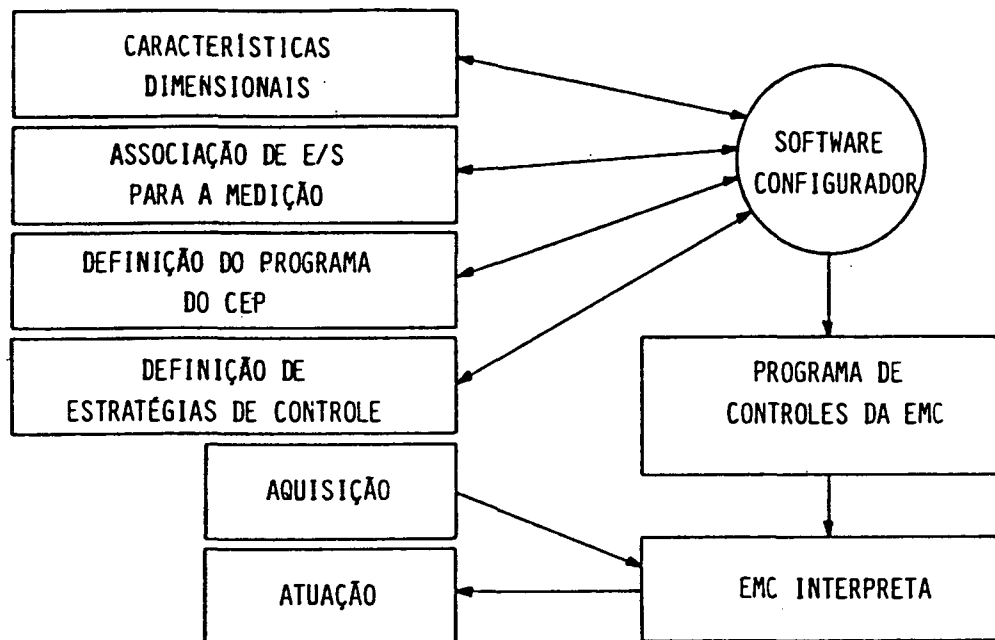 CARACTERÍSTICAS
DIMENSIONAIS
ASSOCIAÇÃO DE E/S
PARA A MEDIÇÃO
DEFINIÇÃO DO PROGRAMA
DO CEP
DEFINIÇÃO DE
ESTRATÉGIAS DE CONTROLE
AQUISIÇÃO
ATUAÇÃO
SOFTWARE
CONFIGURADOR
PROGRAMA DE
CONTROLES DA EMC
EMC INTERPRETA